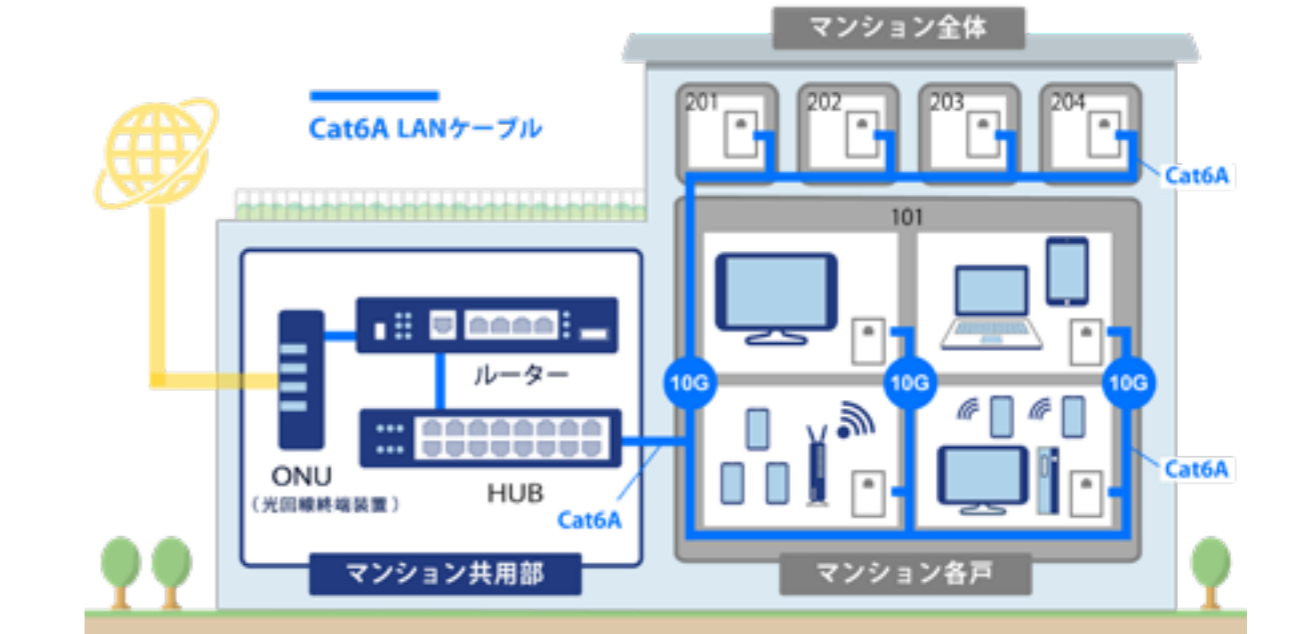 マンション全体
Cat6A LANケーブル
201
202
203
204
Cat6A
101
ルーター
10G
10G
10G
ONU
(光回線終端装置)
HUB
Cat6A
Cat6A
マンション共用部
マンション各戸